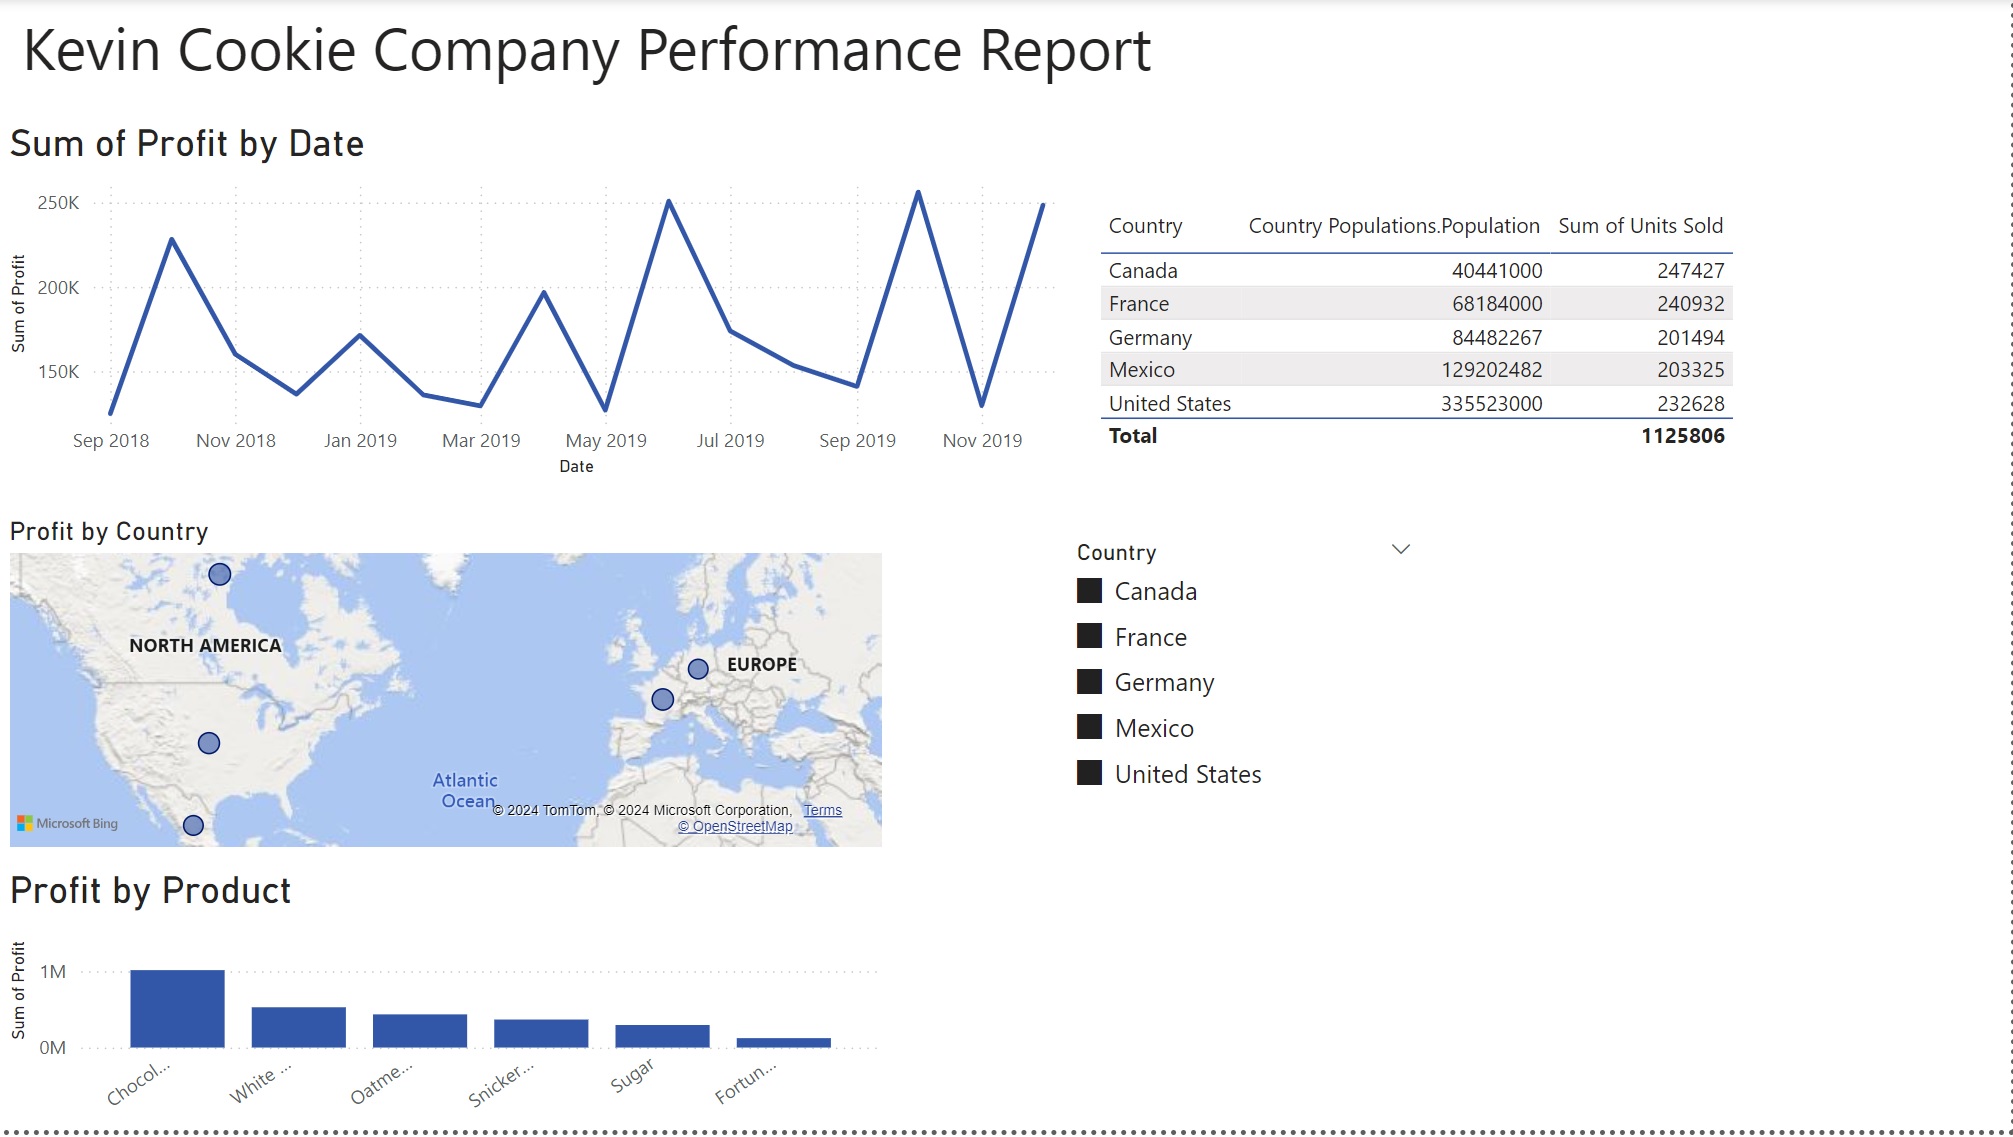 Kevin Cookie Company Performance Report
Sum of Profit by Date
Sum of Profit
250K
200K
150K
Sep 2018 Nov 2018 Jan 2019 Mar 2019 May 2019 Jul 2019 Sep 2019 Nov 2019
Date
Country Country Populations.Population Sum of Units Sold
Canada 40441000 247427
France 68184000 240932
Germany 84482267 201494
Mexico 129202482 203325
United States 335523000 232628
Total 1125806
Profit by Country
NORTH AMERICA
EUROPE
Atlantic
Ocean
© 2024 TomTom, © 2024 Microsoft Corporation, Terms
© OpenStreetMap
Microsoft Bing
Country
Canada
France
Germany
Mexico
United States
Profit by Product
Sum of Profit
1M
0M
Chocol... White ... Oatme... Snicker... Sugar Fortun...